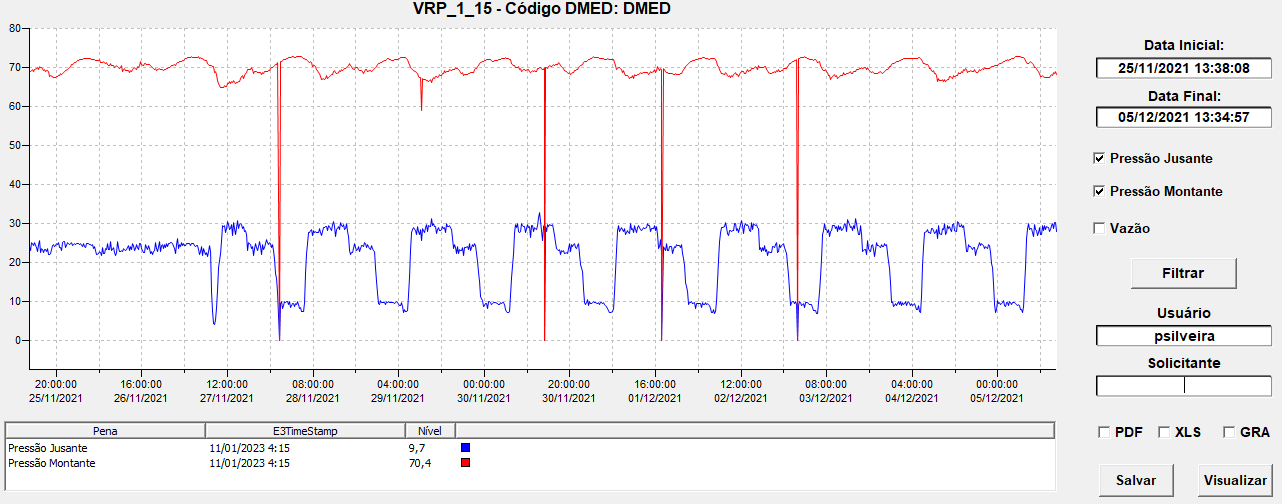 VRP_1_15 - Código DMED: DMED
80
70
60
50
40
30
20
10
0
20:00:00 16:00:00 12:00:00 08:00:00 04:00:00 00:00:00 20:00:00 16:00:00 12:00:00 08:00:00 04:00:00 00:00:00
25/11/2021 26/11/2021 27/11/2021 28/11/2021 29/11/2021 30/11/2021 30/11/2021 01/12/2021 02/12/2021 03/12/2021 04/12/2021 05/12/2021
Pena E3TimeStamp Nível
Pressão Jusante 11/01/2023 4:15 9,7
Pressão Montante 11/01/2023 4:15 70,4
Data Inicial:
25/11/2021 13:38:08
Data Final:
05/12/2021 13:34:57
Pressão Jusante
Pressão Montante
Vazão
Filtrar
Usuário
psilveira
Solicitante
PDF XLS GRA
Salvar Visualizar